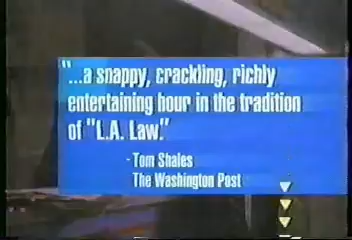 "...a snappy, crackling, richly
entertaining hour in the tradition
of "L.A. Law."
- Tom Shales
The Washington Post